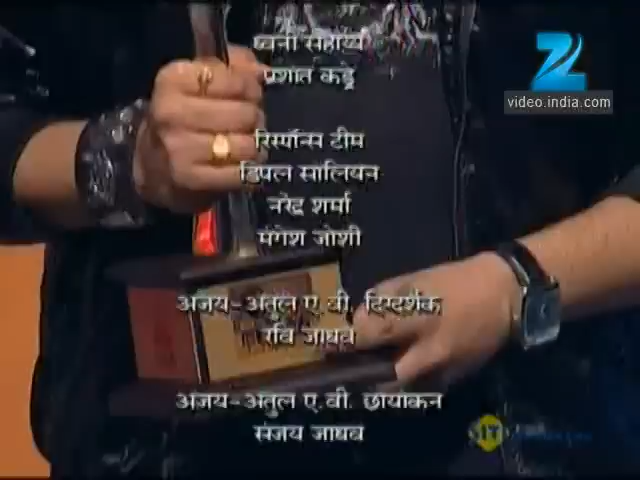 ध्वनी सहाय्य
प्रशांत कद्रे
video.india.com
रिस्पॉन्स टीम
डिंपल सालियन
नरेंद्र शर्मा
मंगेश जोशी
अजय-अतुल ए.वी. दिग्दर्शक
रवि जाधव
अजय-अतुल ए.वी. छायांकन
संजय जाधव
SITI